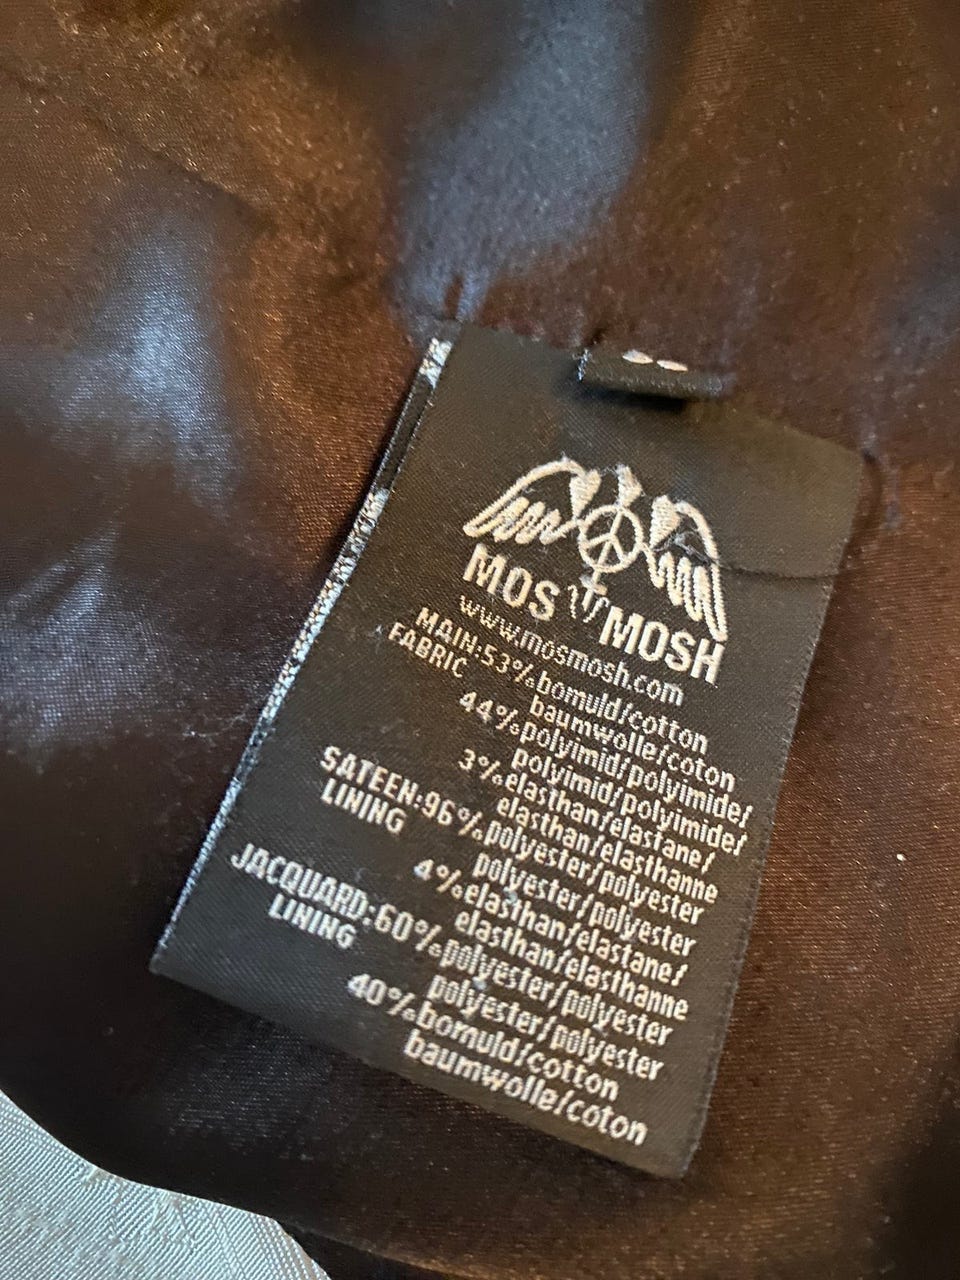 MOS MOSH
www.mosmosh.com
MAIN:53%bomuld/cotton
FABRIC baumwolle/coton
44%polyimid/polyimide/
polyimid/polyimide/
3%elasthan/élastane/
elasthan/elasthanne
SATEEN:96%polyester/polyester
LINING polyester/polyester
4%elasthan/élastane/
elasthan/elasthanne
JACQUARD:60%polyester/polyester
LINING polyester/polyester
40%bomuld/cotton
baumwolle/coton